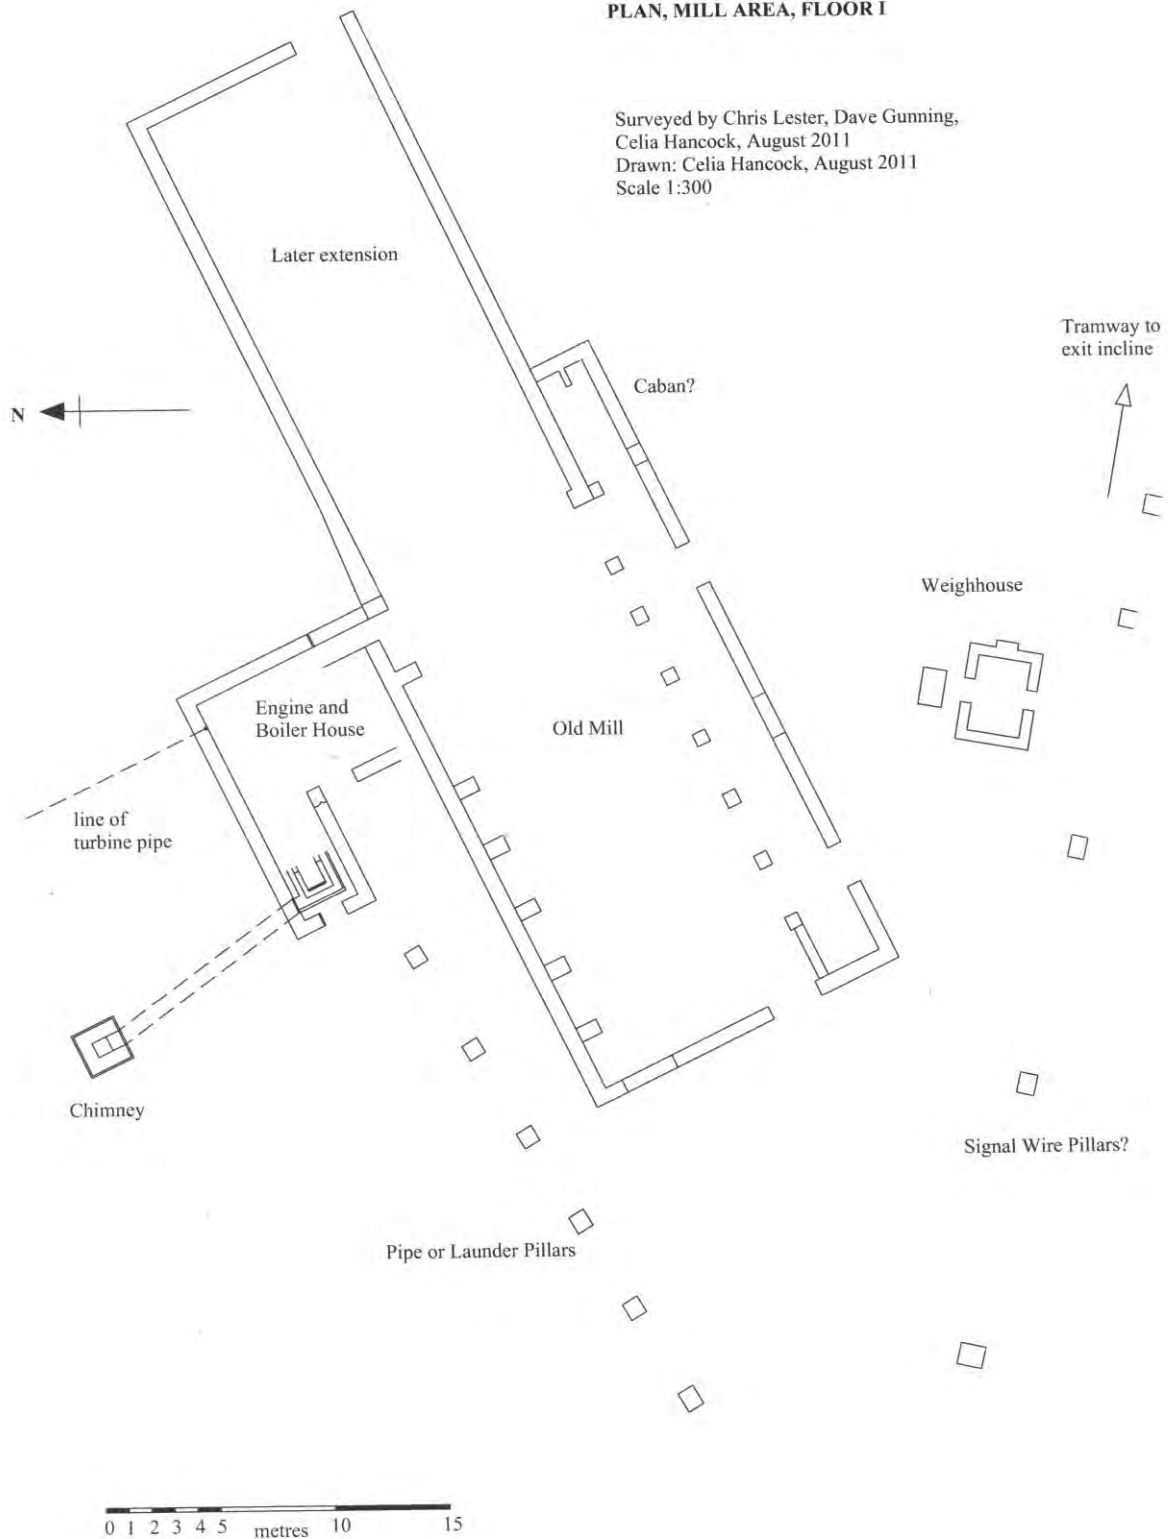 PLAN, MILL AREA, FLOOR I
Surveyed by Chris Lester, Dave Gunning,
Celia Hancock, August 2011
Drawn: Celia Hancock, August 2011
Scale 1:300
Later extension
Tramway to
exit incline
Caban?
N
Weighhouse
Engine and
Boiler House
Old Mill
line of
turbine pipe
Chimney
Signal Wire Pillars?
Pipe or Launder Pillars
0 1 2 3 4 5 metres 10 15